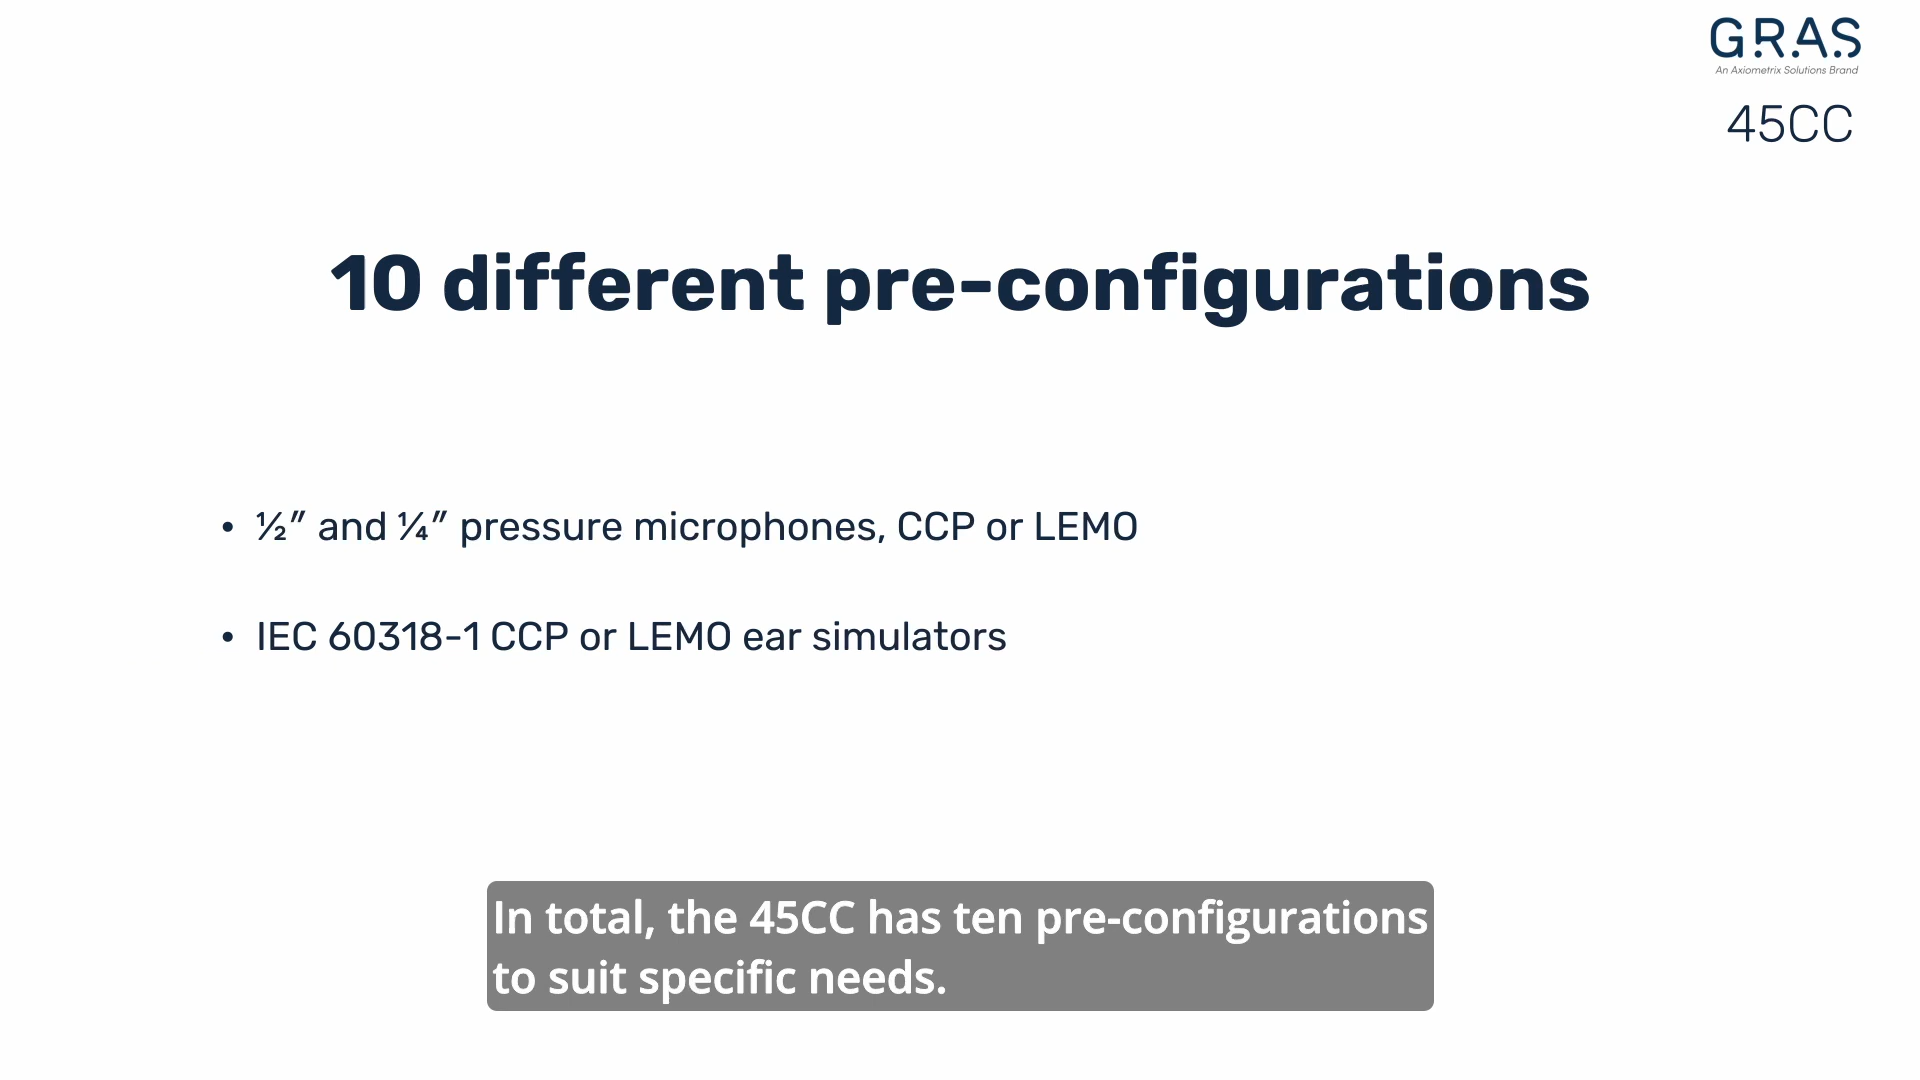 GRAS
An Axiometrix Solutions Brand
45CC
10 different pre-configurations
• ½” and ¼” pressure microphones, CCP or LEMO
• IEC 60318-1 CCP or LEMO ear simulators
In total, the 45CC has ten pre-configurations
to suit specific needs.